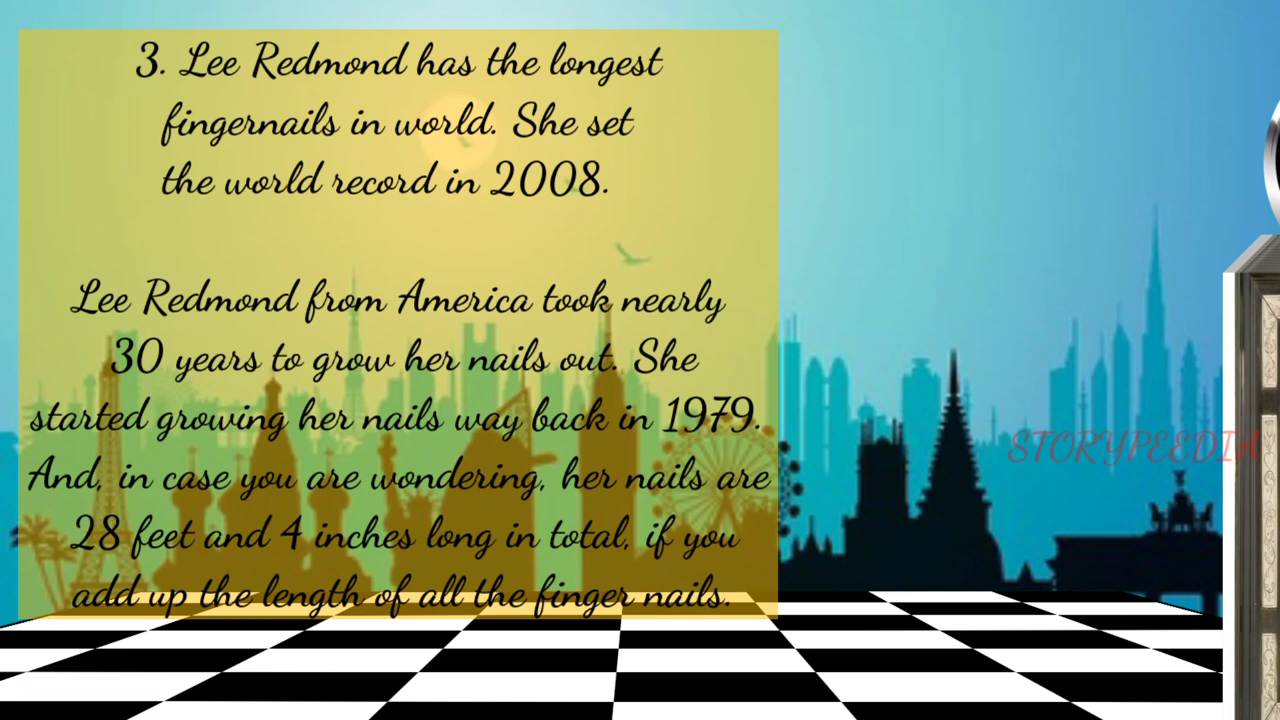 3. Lee Redmond has the longest
fingernails in world. She set
the world record in 2008.
Lee Redmond from America took nearly
30 years to grow her nails out. She
started growing her nails way back in 1979.
And, in case you are wondering, her nails are
28 feet and 4 inches long in total, if you
add up the length of all the finger nails.
STORYPEEDIA